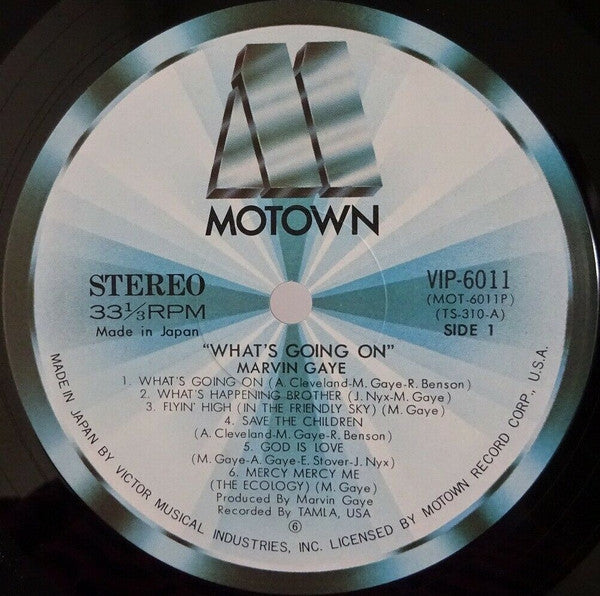 MOTOWN
STEREO
33 1/3 RPM
Made in Japan
VIP-6011
(MOT-6011P)
(TS-310-A)
SIDE 1
"WHAT'S GOING ON"
MARVIN GAYE
1. WHAT'S GOING ON (A. Cleveland-M. Gaye-R. Benson)
2. WHAT'S HAPPENING BROTHER (J. Nyx-M. Gaye)
3. FLYIN' HIGH (IN THE FRIENDLY SKY) (M. Gaye)
4. SAVE THE CHILDREN
(A. Cleveland-M. Gaye-R. Benson)
5. GOD IS LOVE
(M. Gaye-A. Gaye-E. Stover-J. Nyx)
6. MERCY MERCY ME
(THE ECOLOGY) (M. Gaye)
Produced By Marvin Gaye
Recorded By TAMLA, USA
⑥
MADE IN JAPAN BY VICTOR MUSICAL INDUSTRIES, INC. LICENSED BY MOTOWN RECORD CORP., U.S.A.